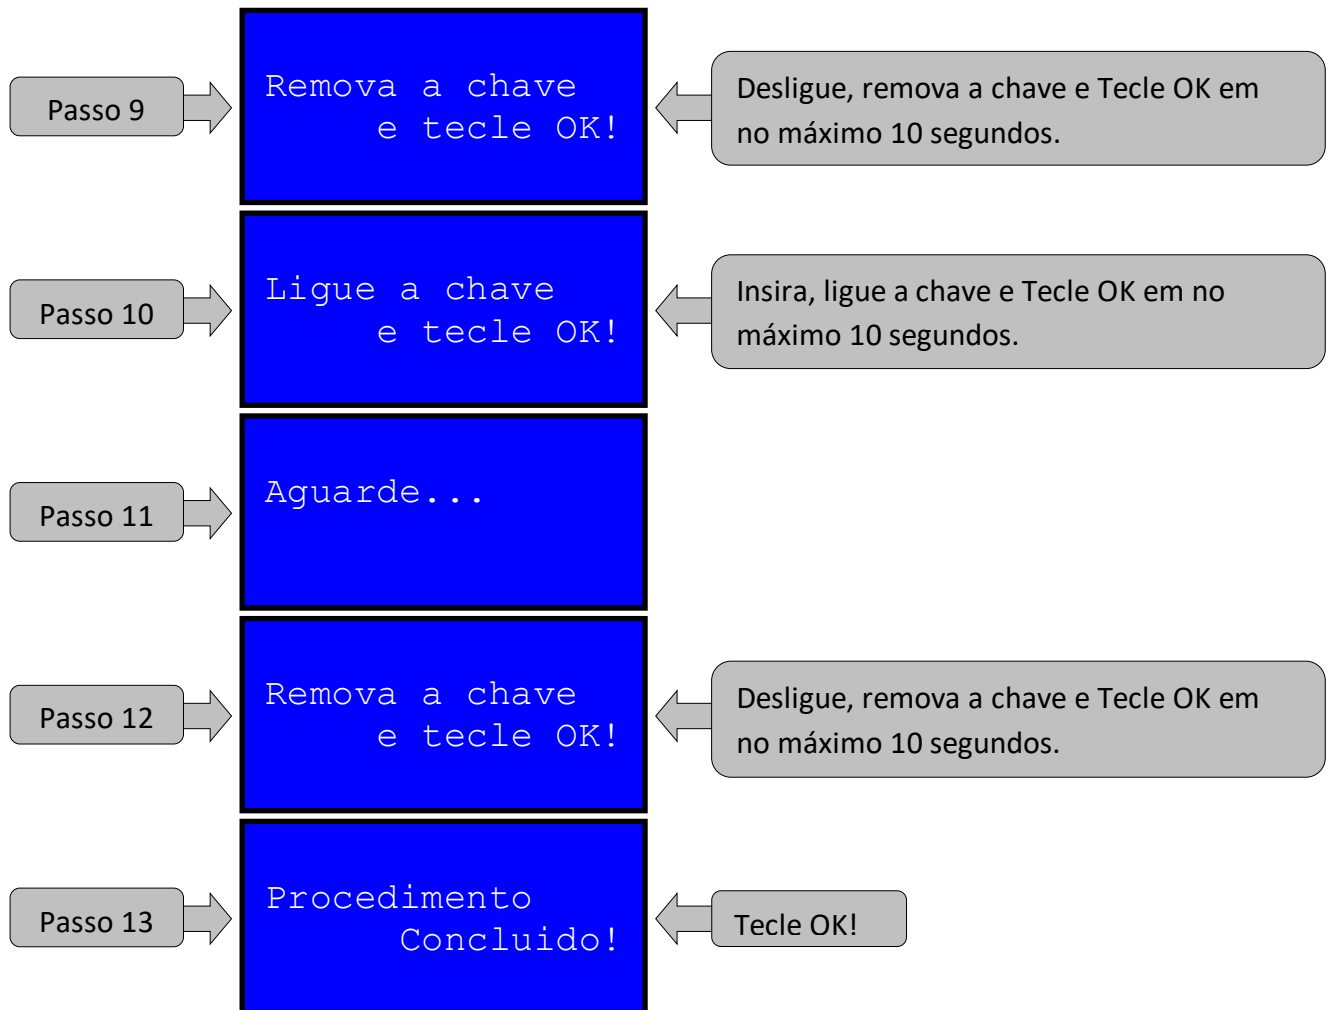 Passo 9
Remova a chave
e tecle OK!
Desligue, remova a chave e Tecle OK em
no máximo 10 segundos.
Passo 10
Ligue a chave
e tecle OK!
Insira, ligue a chave e Tecle OK em no
máximo 10 segundos.
Passo 11
Aguarde...
Passo 12
Remova a chave
e tecle OK!
Desligue, remova a chave e Tecle OK em
no máximo 10 segundos.
Passo 13
Procedimento
Concluido!
Tecle OK!